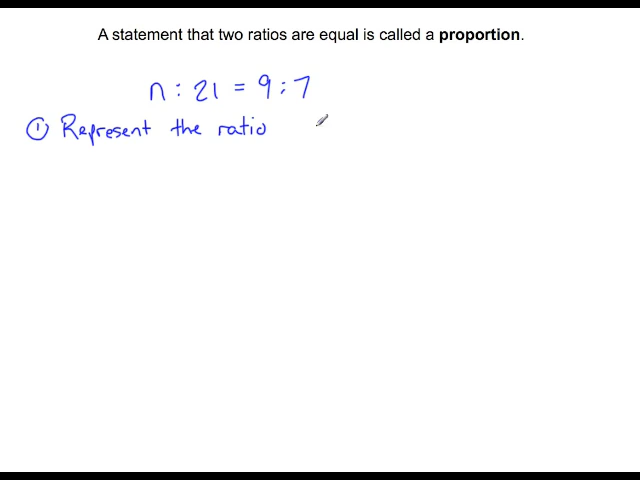 A statement that two ratios are equal is called a proportion.
n : 21 = 9 : 7
① Represent the ratio